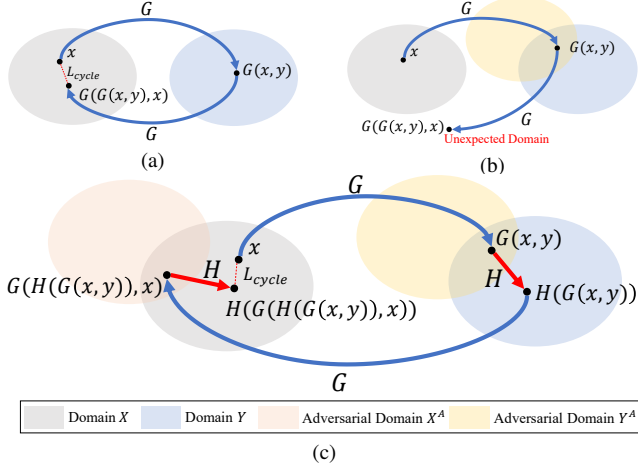 G
x
L_cycle
G(x,y)
G(G(x,y),x)
G
(a)
G
x
G(x,y)
G
G(G(x,y),x)
Unexpected Domain
(b)
G
x
G(x,y)
H
L_cycle
H
G(H(G(x,y)),x)
H(G(H(G(x,y)),x))
H(G(x,y))
G
Domain X
Domain Y
Adversarial Domain X^A
Adversarial Domain Y^A
(c)